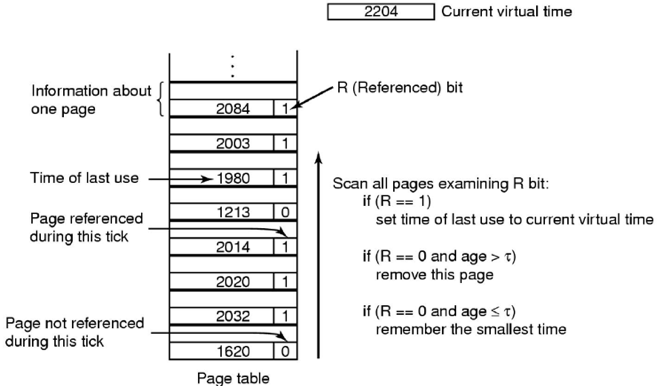 2204 Current virtual time
⋮
Information about
one page
R (Referenced) bit
2084 1
2003 1
Time of last use
1980 1
Scan all pages examining R bit:
if (R == 1)
set time of last use to current virtual time
1213 0
Page referenced
during this tick
2014 1
if (R == 0 and age > τ)
remove this page
2020 1
if (R == 0 and age ≤ τ)
remember the smallest time
2032 1
Page not referenced
during this tick
1620 0
Page table